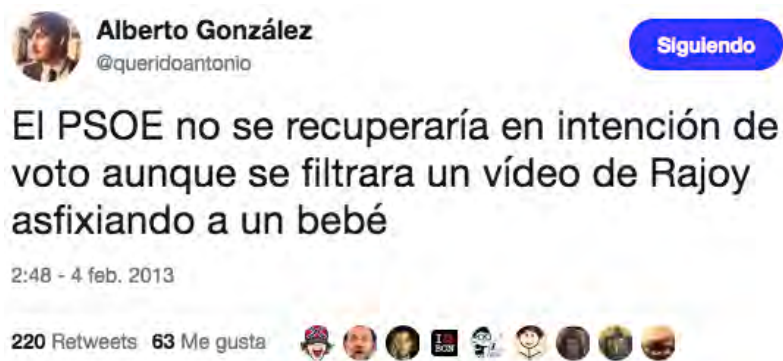 Alberto González
@queridoantonio
Siguiendo
El PSOE no se recuperaría en intención de
voto aunque se filtrara un vídeo de Rajoy
asfixiando a un bebé
2:48 - 4 feb. 2013
220 Retweets 63 Me gusta